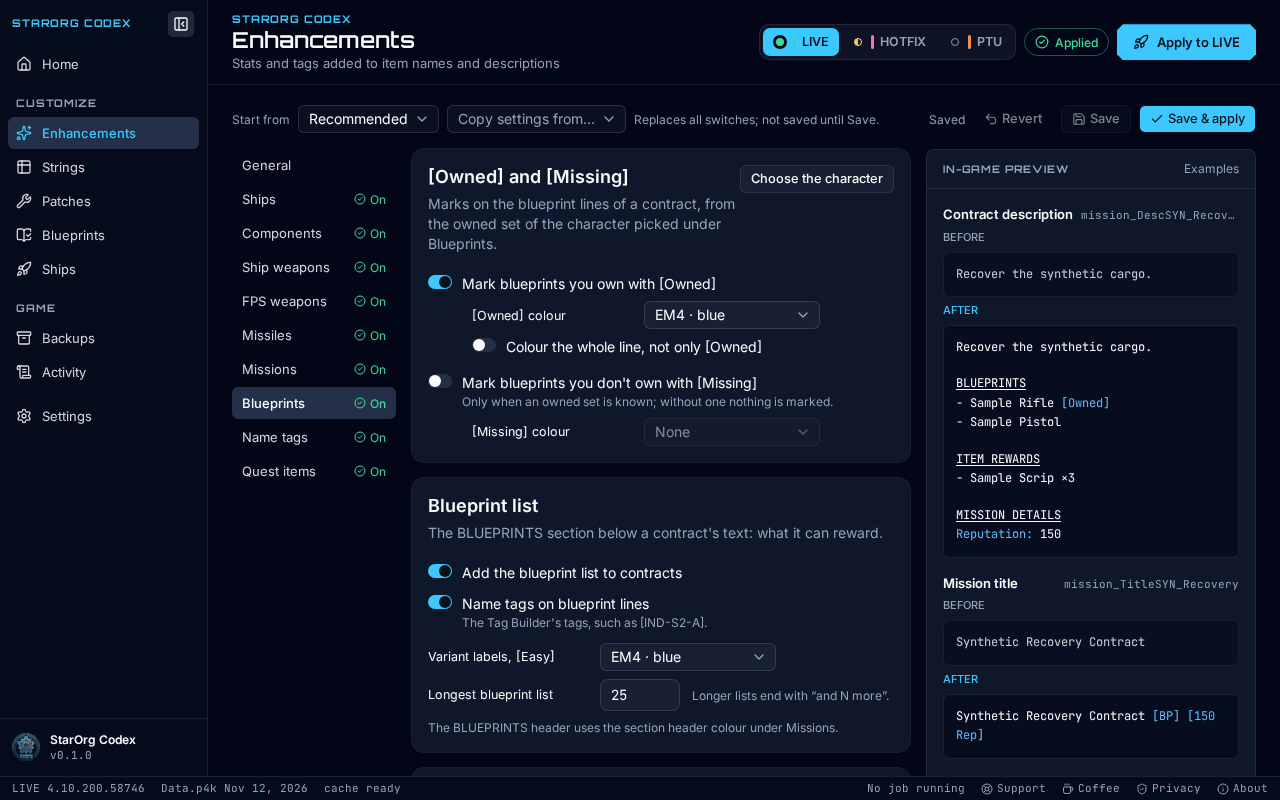 STARORG CODEX
Home
CUSTOMIZE
Enhancements
Strings
Patches
Blueprints
Ships
GAME
Backups
Activity
Settings
StarOrg Codex
v0.1.0
STARORG CODEX
Enhancements
Stats and tags added to item names and descriptions
LIVE
HOTFIX
PTU
Applied
Apply to LIVE
Start from
Recommended
Copy settings from...
Replaces all switches; not saved until Save.
Saved
Revert
Save
Save & apply
General
Ships On
Components On
Ship weapons On
FPS weapons On
Missiles On
Missions On
Blueprints On
Name tags On
Quest items On
[Owned] and [Missing]
Choose the character
Marks on the blueprint lines of a contract, from
the owned set of the character picked under
Blueprints.
Mark blueprints you own with [Owned]
[Owned] colour
EM4 · blue
Colour the whole line, not only [Owned]
Mark blueprints you don't own with [Missing]
Only when an owned set is known; without one nothing is marked.
[Missing] colour
None
Blueprint list
The BLUEPRINTS section below a contract's text: what it can reward.
Add the blueprint list to contracts
Name tags on blueprint lines
The Tag Builder's tags, such as [IND-S2-A].
Variant labels, [Easy]
EM4 · blue
Longest blueprint list
25
Longer lists end with “and N more”.
The BLUEPRINTS header uses the section header colour under Missions.
IN-GAME PREVIEW
Examples
Contract description mission_DescSYN_Recov…
BEFORE
Recover the synthetic cargo.
AFTER
Recover the synthetic cargo.
BLUEPRINTS
- Sample Rifle [Owned]
- Sample Pistol
ITEM REWARDS
- Sample Scrip ×3
MISSION DETAILS
Reputation: 150
Mission title mission_TitleSYN_Recovery
BEFORE
Synthetic Recovery Contract
AFTER
Synthetic Recovery Contract [BP] [150
Rep]
LIVE 4.10.200.58746
Data.p4k Nov 12, 2026
cache ready
No job running
Support
Coffee
Privacy
About